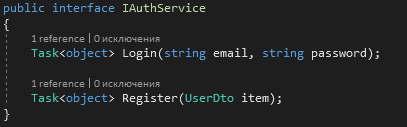 public interface IAuthService
{
1 reference | 0 исключения
Task<object> Login(string email, string password);
1 reference | 0 исключения
Task<object> Register(UserDto item);
}